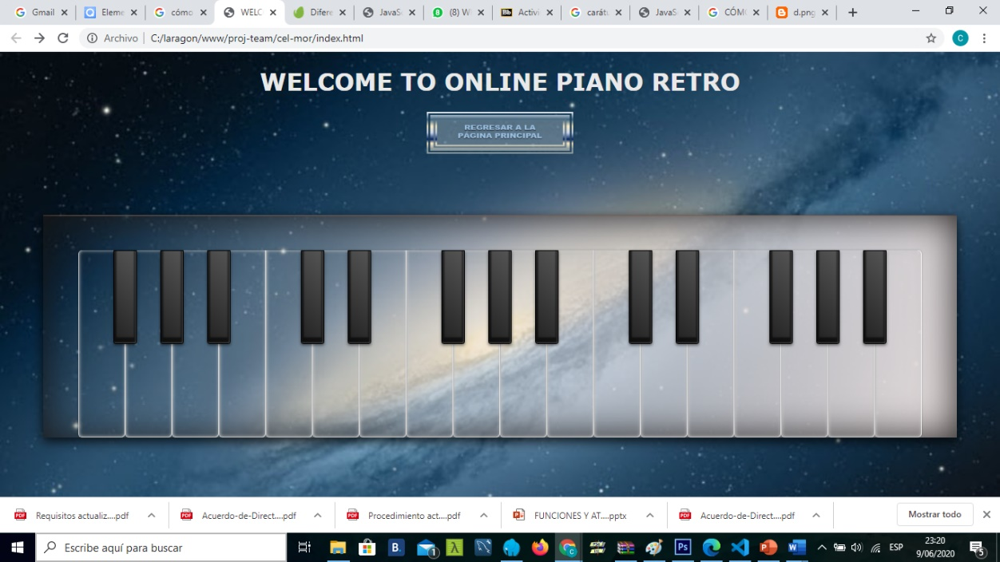 Gmail
Eleme
cómo
WELC
Difere
JavaS
(8) W
Bb Activi
carátu
JavaS
CÓMO
d.png
Archivo | C:/laragon/www/proj-team/cel-mor/index.html
C
WELCOME TO ONLINE PIANO RETRO
REGRESAR A LA
PÁGINA PRINCIPAL
Requisitos actualiz....pdf
Acuerdo-de-Direct....pdf
Procedimiento act....pdf
FUNCIONES Y AT....pptx
Acuerdo-de-Direct....pdf
Mostrar todo
Escribe aquí para buscar
ESP
23:20
9/06/2020